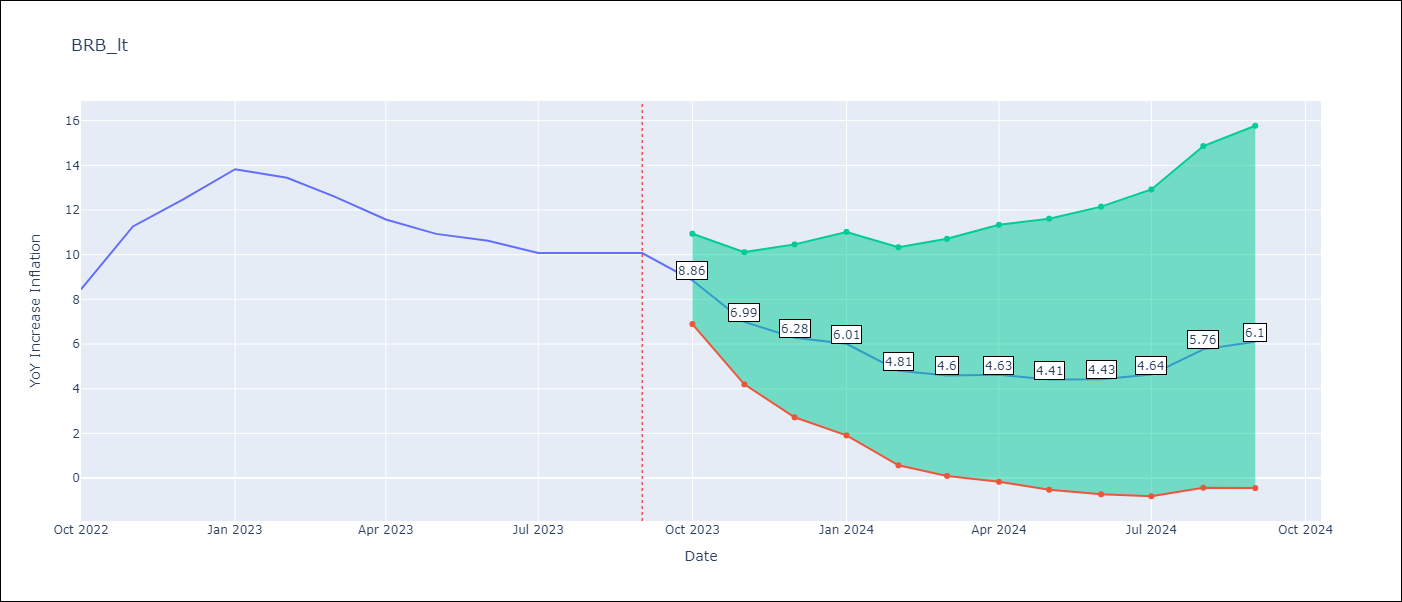 BRB_lt
YoY Increase Inflation
16
14
12
10
8
6
4
2
0
8.86
6.99
6.28
6.01
4.81
4.6
4.63
4.41
4.43
4.64
5.76
6.1
Oct 2022
Jan 2023
Apr 2023
Jul 2023
Oct 2023
Jan 2024
Apr 2024
Jul 2024
Oct 2024
Date